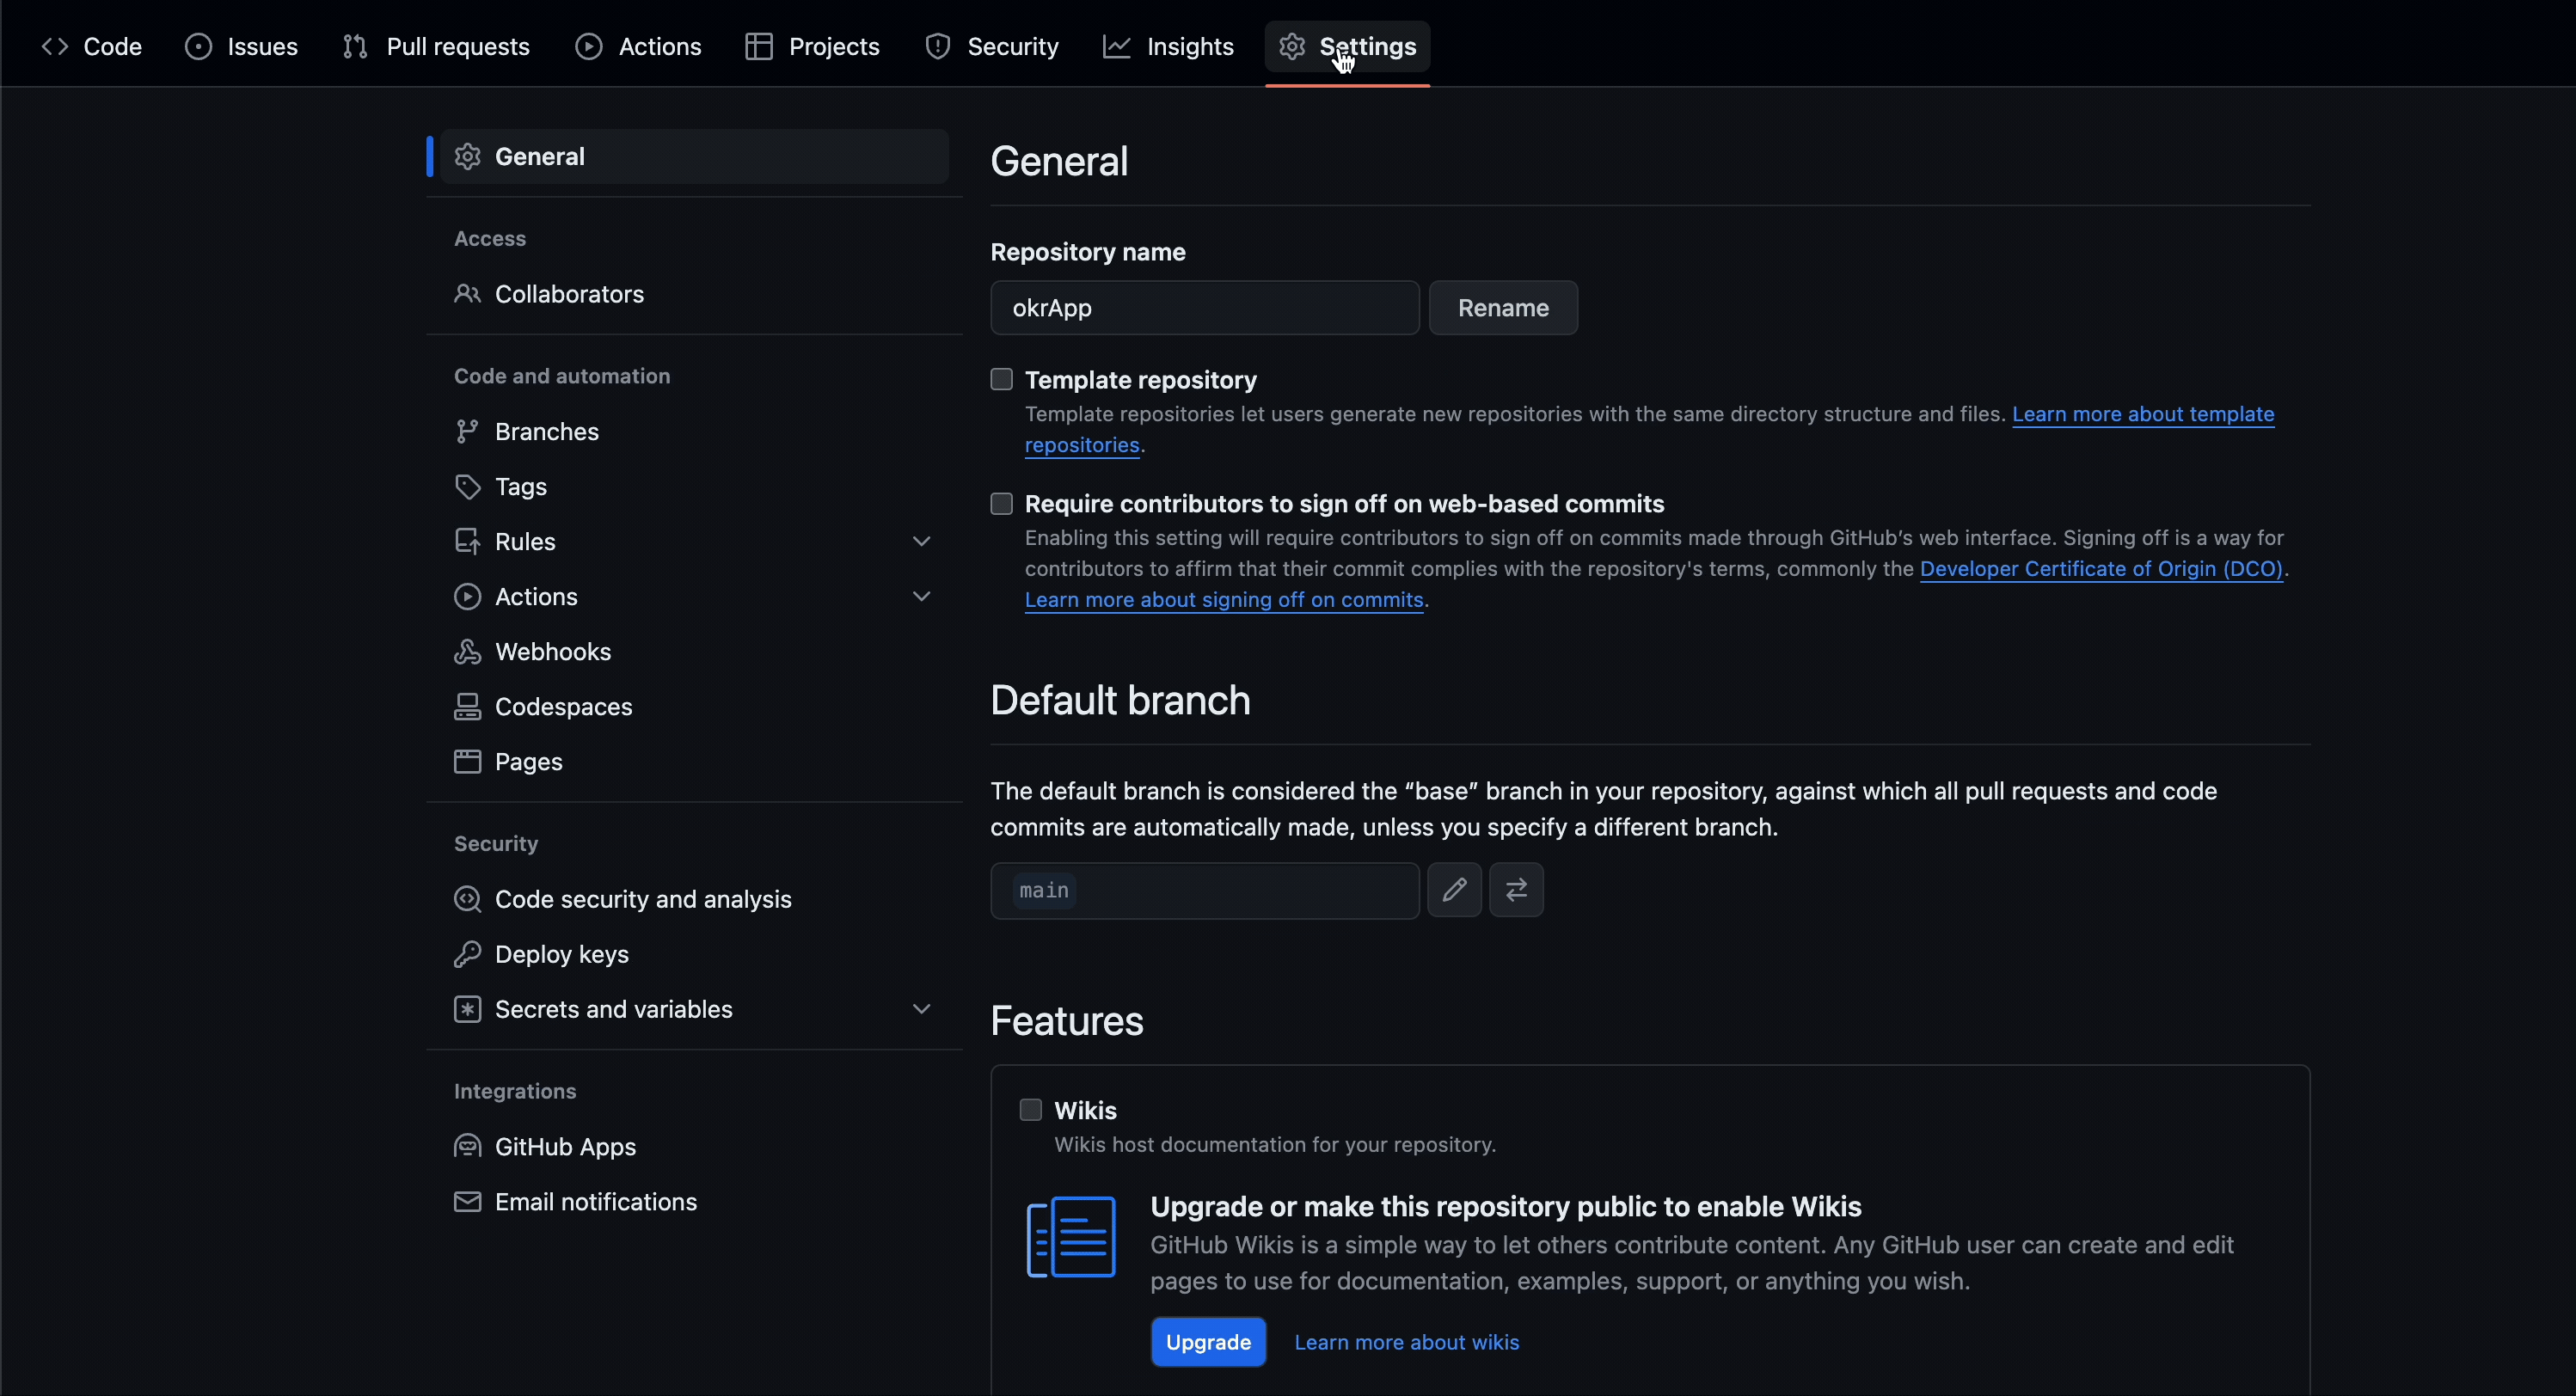 Code Issues Pull requests Actions Projects Security Insights Settings
General
Access
Collaborators
Code and automation
Branches
Tags
Rules
Actions
Webhooks
Codespaces
Pages
Security
Code security and analysis
Deploy keys
Secrets and variables
Integrations
GitHub Apps
Email notifications
General
Repository name
okrApp Rename
Template repository
Template repositories let users generate new repositories with the same directory structure and files. Learn more about template
repositories.
Require contributors to sign off on web-based commits
Enabling this setting will require contributors to sign off on commits made through GitHub’s web interface. Signing off is a way for
contributors to affirm that their commit complies with the repository's terms, commonly the Developer Certificate of Origin (DCO).
Learn more about signing off on commits.
Default branch
The default branch is considered the “base” branch in your repository, against which all pull requests and code
commits are automatically made, unless you specify a different branch.
main
Features
Wikis
Wikis host documentation for your repository.
Upgrade or make this repository public to enable Wikis
GitHub Wikis is a simple way to let others contribute content. Any GitHub user can create and edit
pages to use for documentation, examples, support, or anything you wish.
Upgrade Learn more about wikis